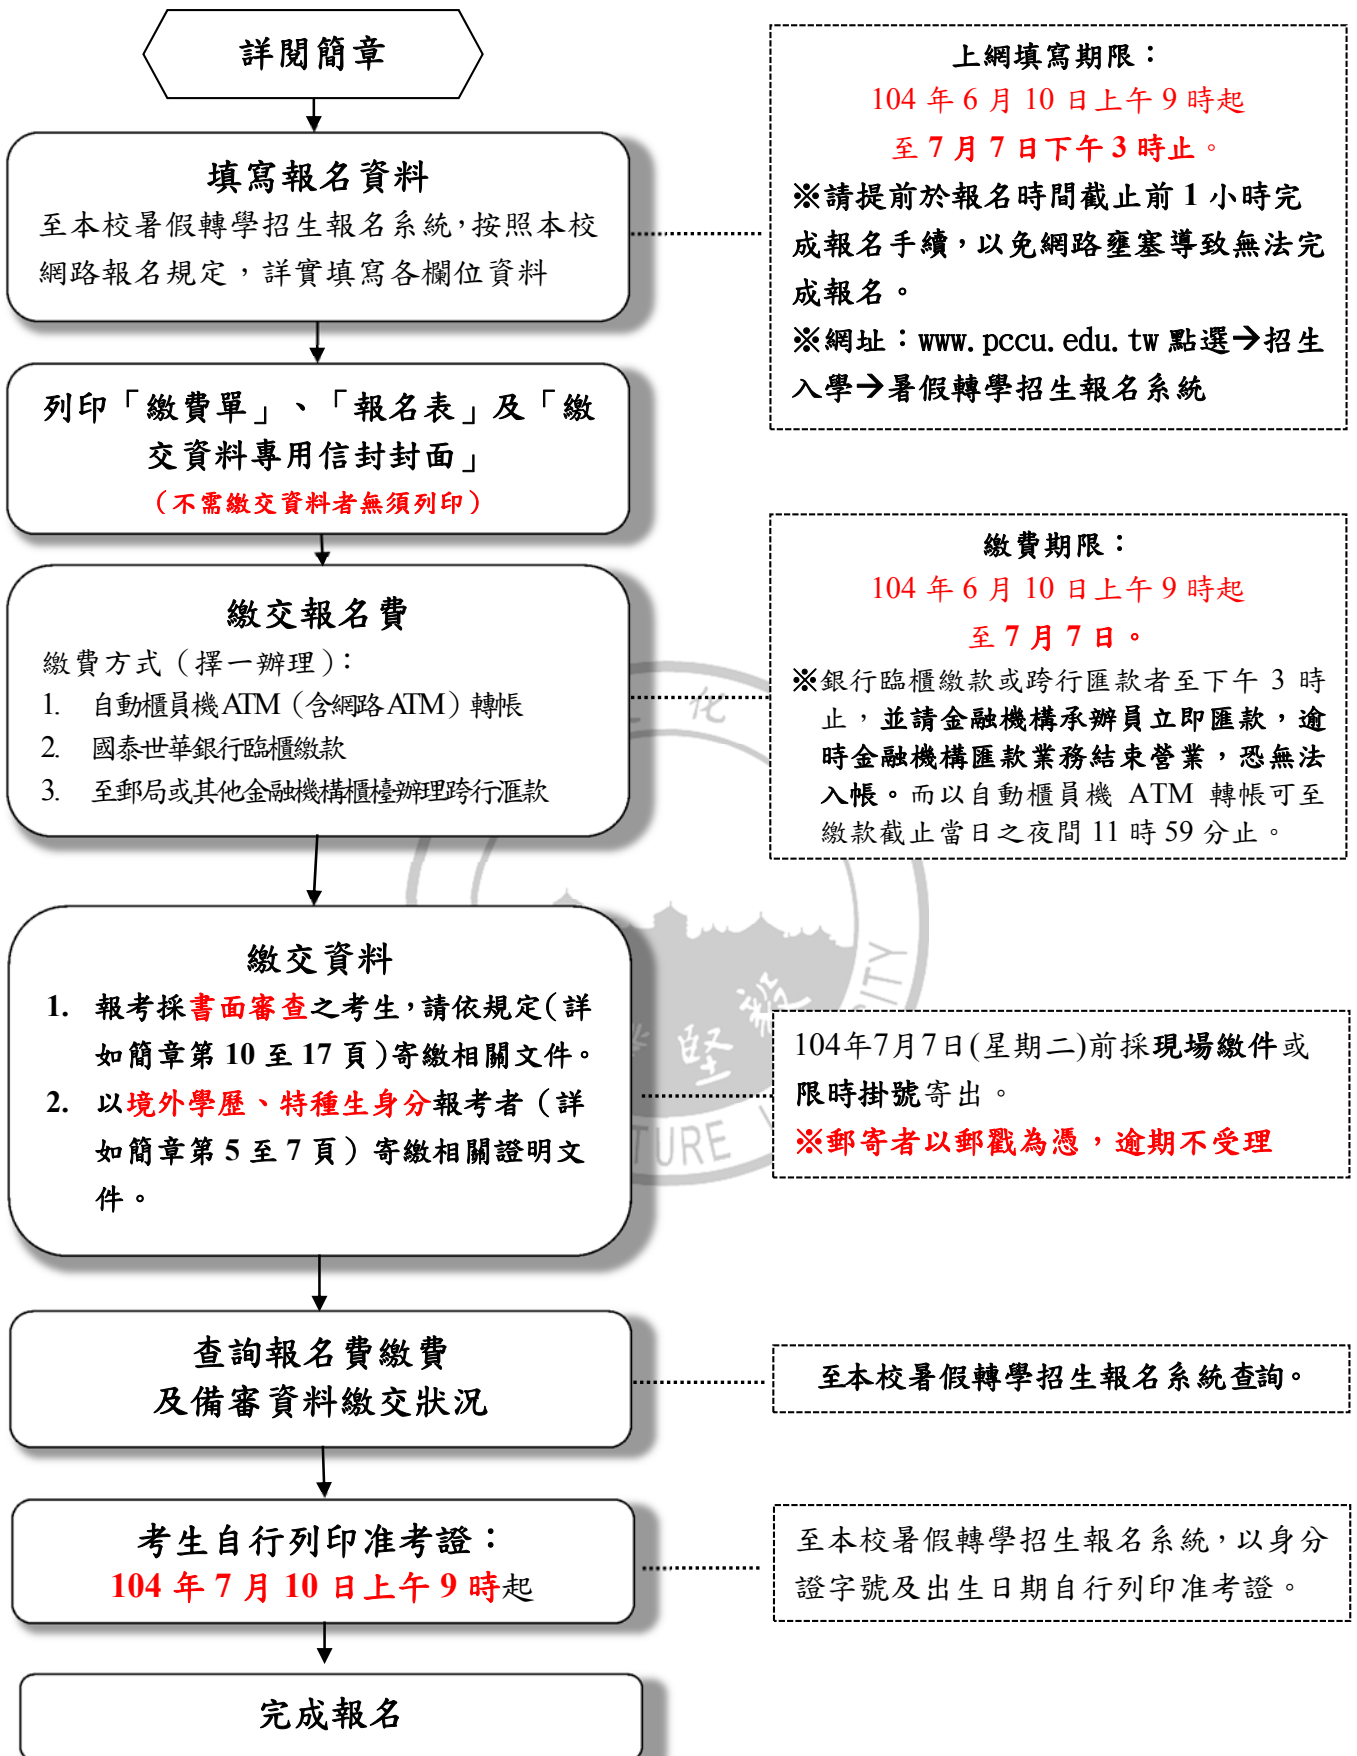 詳閱簡章
上網填寫期限：
104 年 6 月 10 日上午 9 時起
至 7 月 7 日下午 3 時止。
※請提前於報名時間截止前 1 小時完
成報名手續，以免網路壅塞導致無法完
成報名。
※網址：www.pccu.edu.tw 點選→招生
入學→暑假轉學招生報名系統
填寫報名資料
至本校暑假轉學招生報名系統，按照本校
網路報名規定，詳實填寫各欄位資料
列印「繳費單」、「報名表」及「繳
交資料專用信封封面」
（不需繳交資料者無須列印）
繳費期限：
104 年 6 月 10 日上午 9 時起
至 7 月 7 日。
※銀行臨櫃繳款或跨行匯款者至下午 3 時
止，並請金融機構承辦員立即匯款，逾
時金融機構匯款業務結束營業，恐無法
入帳。而以自動櫃員機 ATM 轉帳可至
繳款截止當日之夜間 11 時 59 分止。
繳交報名費
繳費方式（擇一辦理）：
1. 自動櫃員機 ATM（含網路 ATM）轉帳
2. 國泰世華銀行臨櫃繳款
3. 至郵局或其他金融機構櫃檯辦理跨行滙款
化
繳交資料
1. 報考採書面審查之考生，請依規定（詳
如簡章第 10 至 17 頁）寄繳相關文件。
2. 以境外學歷、特種生身分報考者（詳
如簡章第 5 至 7 頁）寄繳相關證明文
件。
104年7月7日(星期二)前採現場繳件或
限時掛號寄出。
※郵寄者以郵戳為憑，逾期不受理
查詢報名費繳費
及備審資料繳交狀況
至本校暑假轉學招生報名系統查詢。
考生自行列印准考證：
104 年 7 月 10 日上午 9 時起
至本校暑假轉學招生報名系統，以身分
證字號及出生日期自行列印准考證。
完成報名